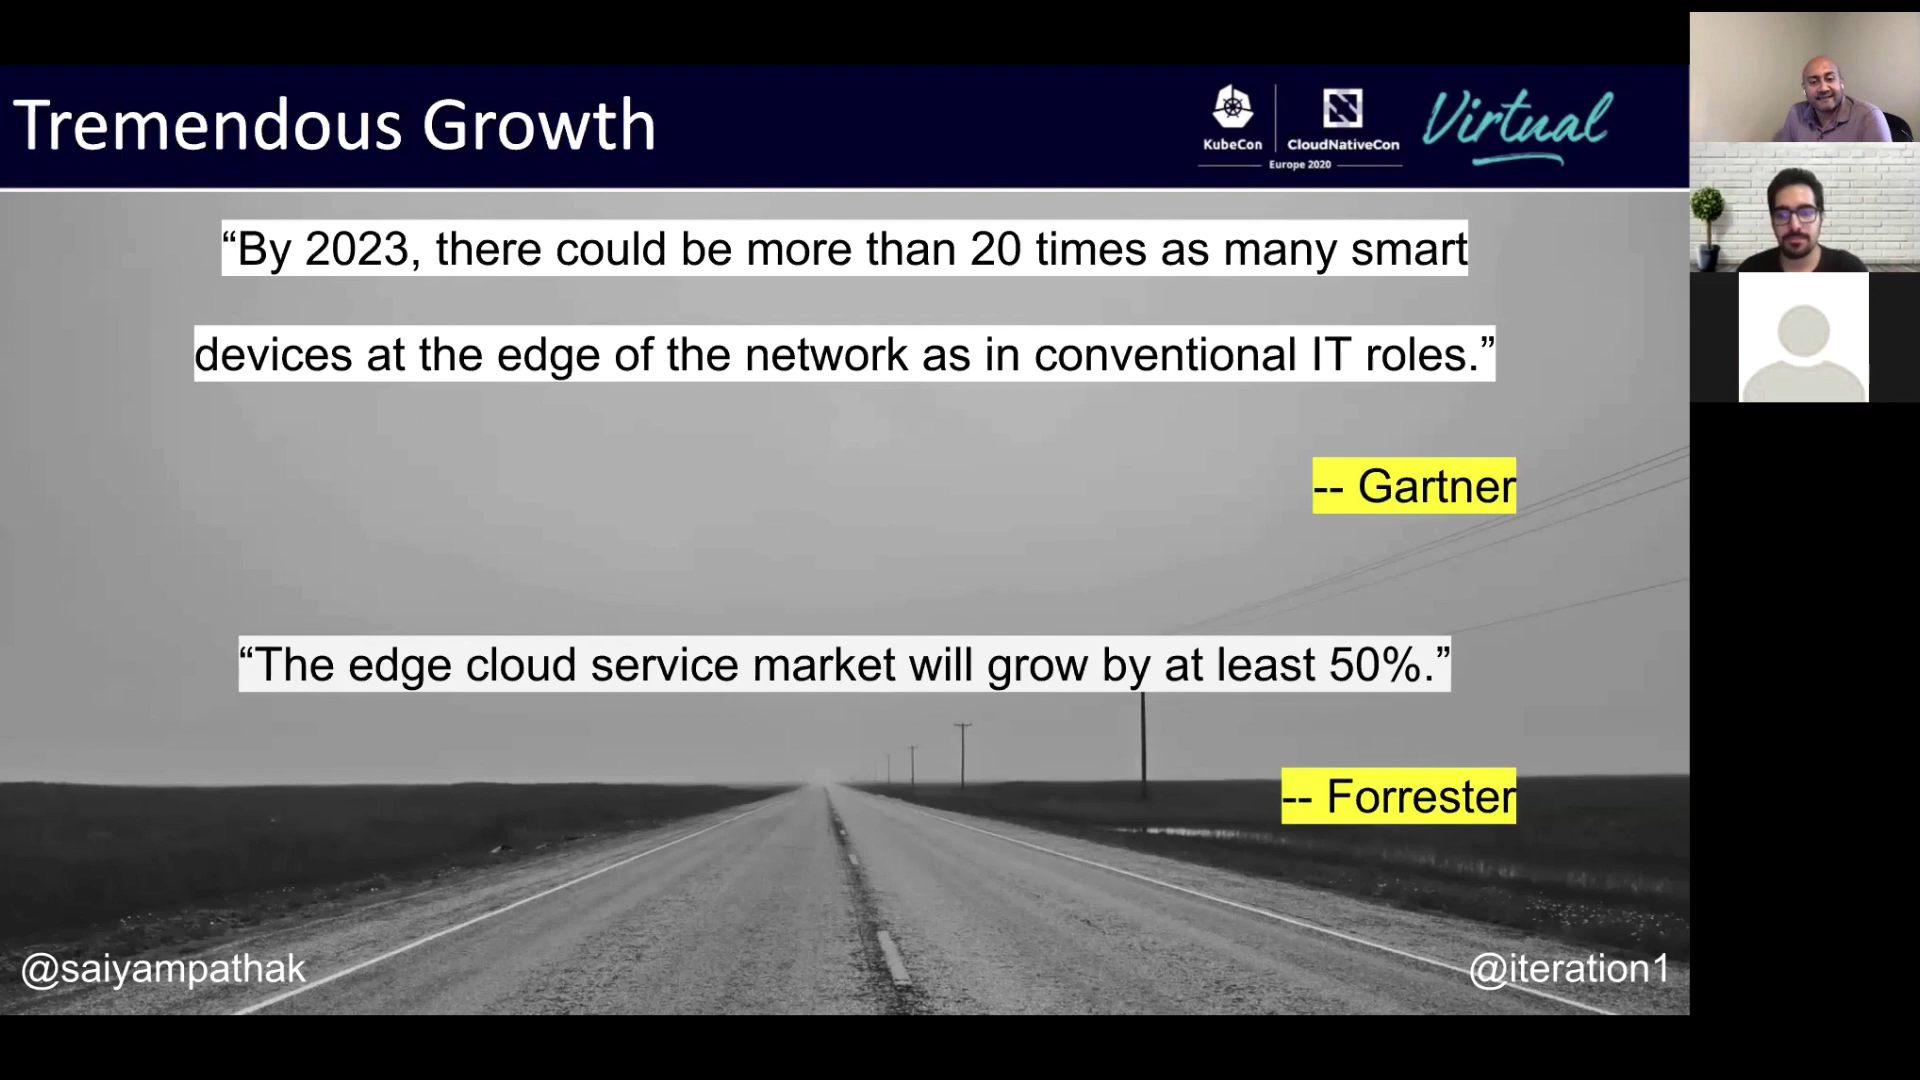 Tremendous Growth
KubeCon
CloudNativeCon
Europe 2020
Virtual
“By 2023, there could be more than 20 times as many smart
devices at the edge of the network as in conventional IT roles.”
-- Gartner
“The edge cloud service market will grow by at least 50%.”
-- Forrester
@saiyampathak
@iteration1